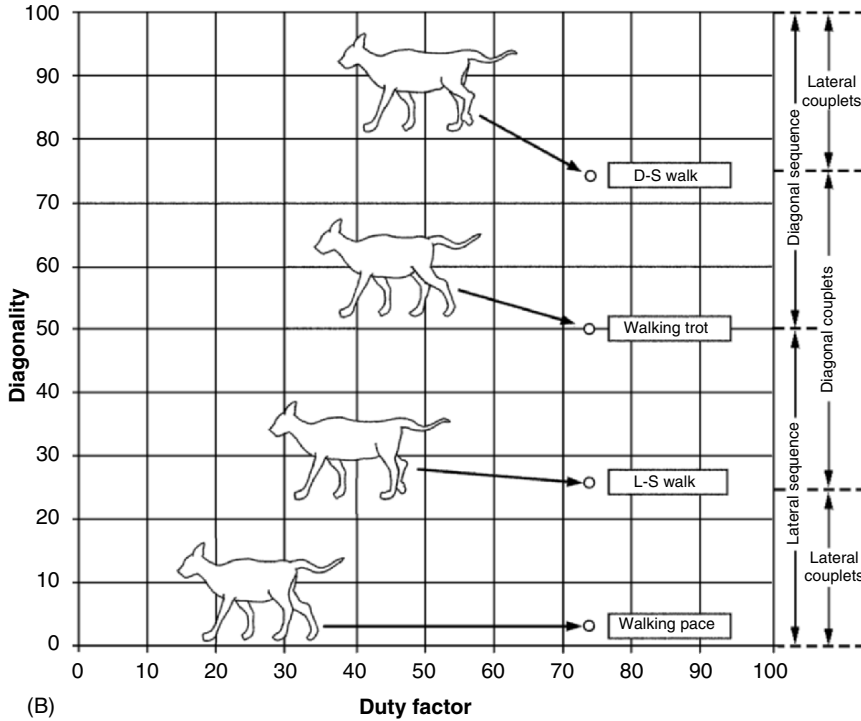 100
90
80
70
60
50
40
30
20
10
0
Diagonality
D-S walk
Walking trot
L-S walk
Walking pace
Diagonal sequence
Lateral sequence
Lateral
couplets
Diagonal couplets
Lateral
couplets
0 10 20 30 40 50 60 70 80 90 100
(B) Duty factor